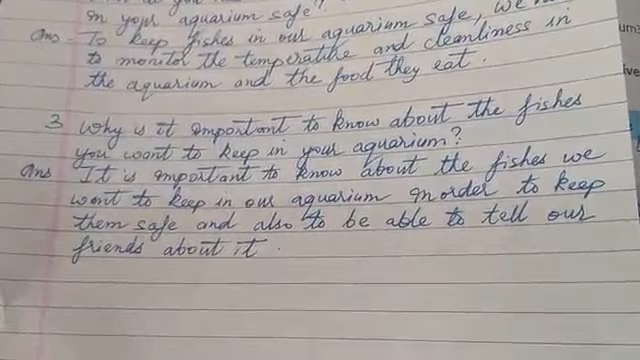 on your aquarium safe?
Ans - To keep fishes in our aquarium safe, we
to monitor the temperature and cleanliness in
the aquarium and the food they eat.
3 Why is it important to know about the fishes
you want to keep in your aquarium?
Ans It is important to know about the fishes we
want to keep in our aquarium inorder to keep
them safe and also to be able to tell our
friends about it.